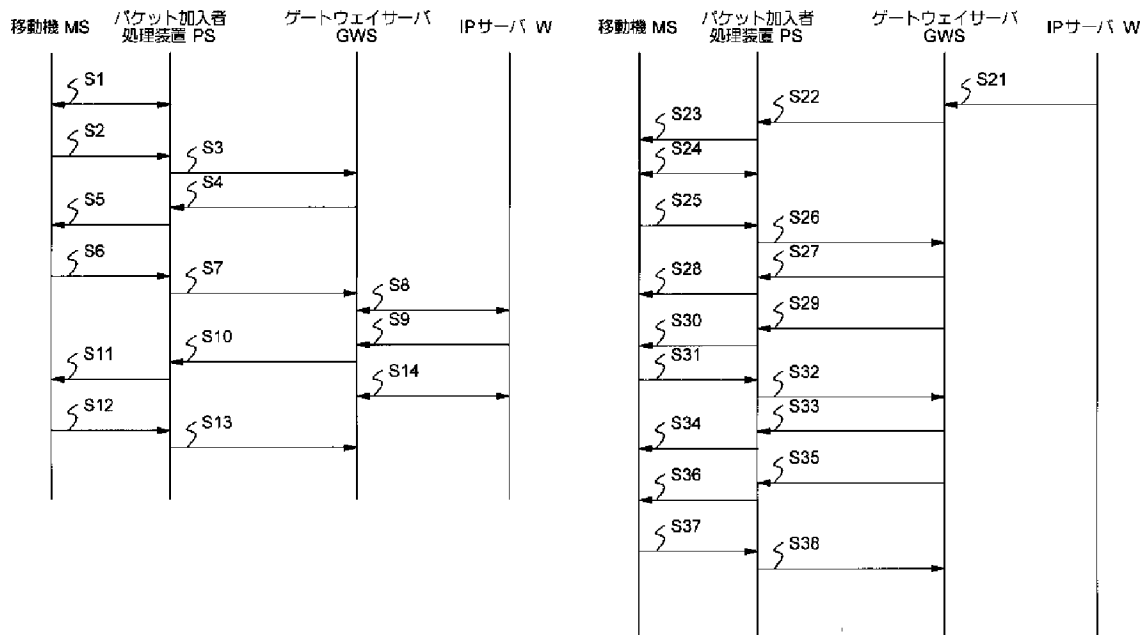 移動機 MS
パケット加入者
処理装置 PS
ゲートウェイサーバ
GWS
IPサーバ W
S1
S2
S3
S4
S5
S6
S7
S8
S9
S10
S11
S14
S12
S13
移動機 MS
パケット加入者
処理装置 PS
ゲートウェイサーバ
GWS
IPサーバ W
S21
S22
S23
S24
S25
S26
S27
S28
S29
S30
S31
S32
S33
S34
S35
S36
S37
S38